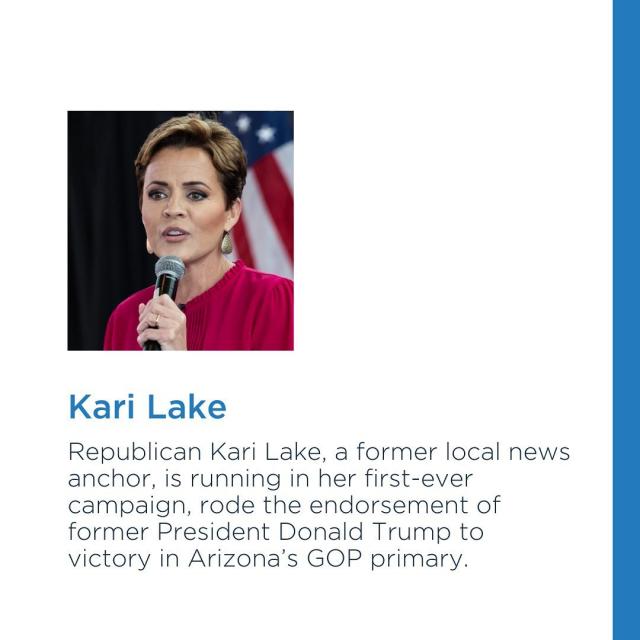 Kari Lake
Republican Kari Lake, a former local news
anchor, is running in her first-ever
campaign, rode the endorsement of
former President Donald Trump to
victory in Arizona’s GOP primary.